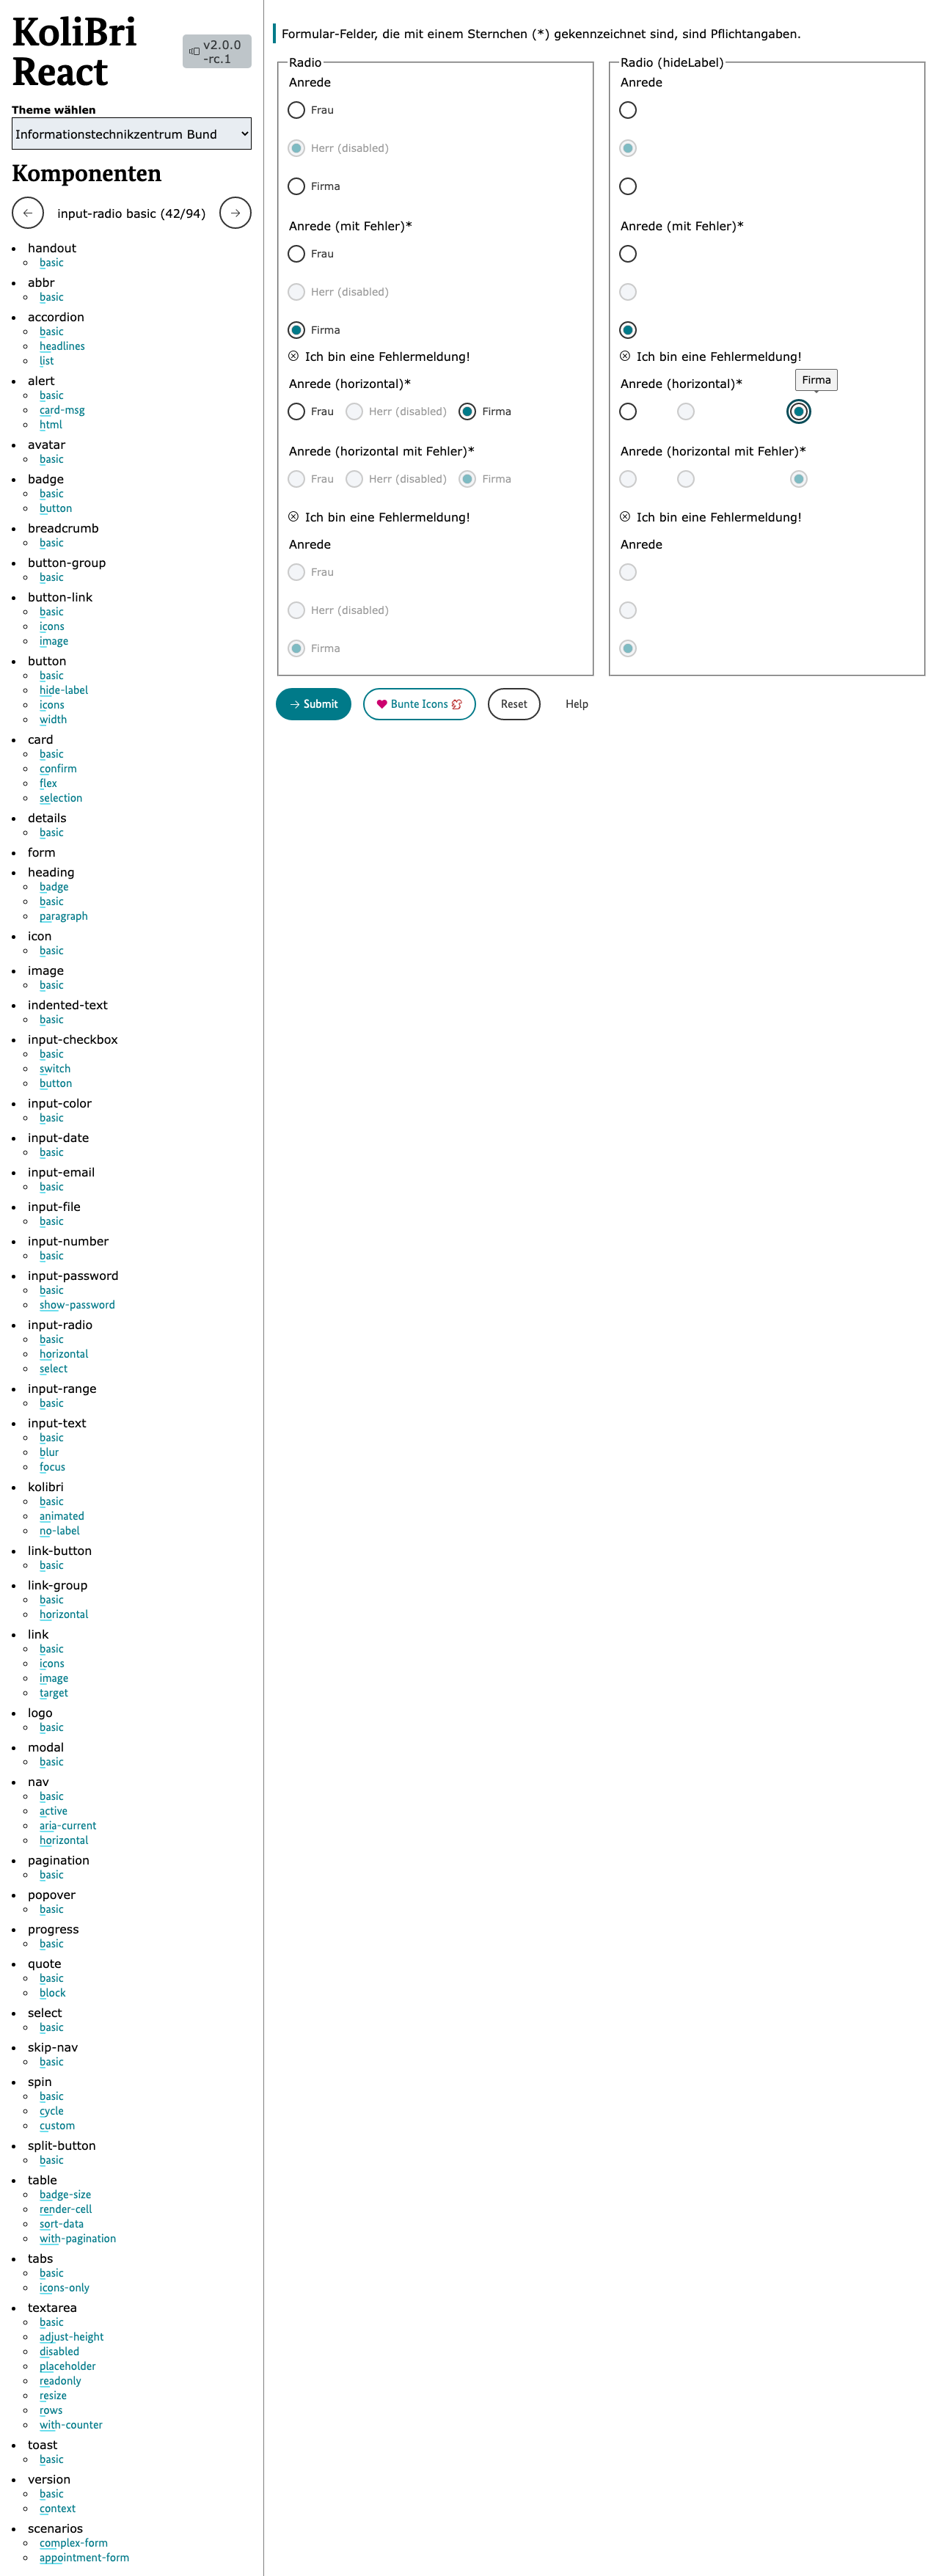 KoliBri
React
v2.0.0
-rc.1
Theme wählen
Informationstechnikzentrum Bund
Komponenten
input-radio basic (42/94)
handout
basic
abbr
basic
accordion
basic
headlines
list
alert
basic
card-msg
html
avatar
basic
badge
basic
button
breadcrumb
basic
button-group
basic
button-link
basic
icons
image
button
basic
hide-label
icons
width
card
basic
confirm
flex
selection
details
basic
form
heading
badge
basic
paragraph
icon
basic
image
basic
indented-text
basic
input-checkbox
basic
switch
button
input-color
basic
input-date
basic
input-email
basic
input-file
basic
input-number
basic
input-password
basic
show-password
input-radio
basic
horizontal
select
input-range
basic
input-text
basic
blur
focus
kolibri
basic
animated
no-label
link-button
basic
link-group
basic
horizontal
link
basic
icons
image
target
logo
basic
modal
basic
nav
basic
active
aria-current
horizontal
pagination
basic
popover
basic
progress
basic
quote
basic
block
select
basic
skip-nav
basic
spin
basic
cycle
custom
split-button
basic
table
badge-size
render-cell
sort-data
with-pagination
tabs
basic
icons-only
textarea
basic
adjust-height
disabled
placeholder
readonly
resize
rows
with-counter
toast
basic
version
basic
context
scenarios
complex-form
appointment-form
Formular-Felder, die mit einem Sternchen (*) gekennzeichnet sind, sind Pflichtangaben.
Radio
Anrede
Frau
Herr (disabled)
Firma
Anrede (mit Fehler)*
Frau
Herr (disabled)
Firma
Ich bin eine Fehlermeldung!
Anrede (horizontal)*
Frau Herr (disabled) Firma
Anrede (horizontal mit Fehler)*
Frau Herr (disabled) Firma
Ich bin eine Fehlermeldung!
Anrede
Frau
Herr (disabled)
Firma
Radio (hideLabel)
Anrede
Anrede (mit Fehler)*
Ich bin eine Fehlermeldung!
Anrede (horizontal)*
Firma
Anrede (horizontal mit Fehler)*
Ich bin eine Fehlermeldung!
Anrede
Submit Bunte Icons Reset Help